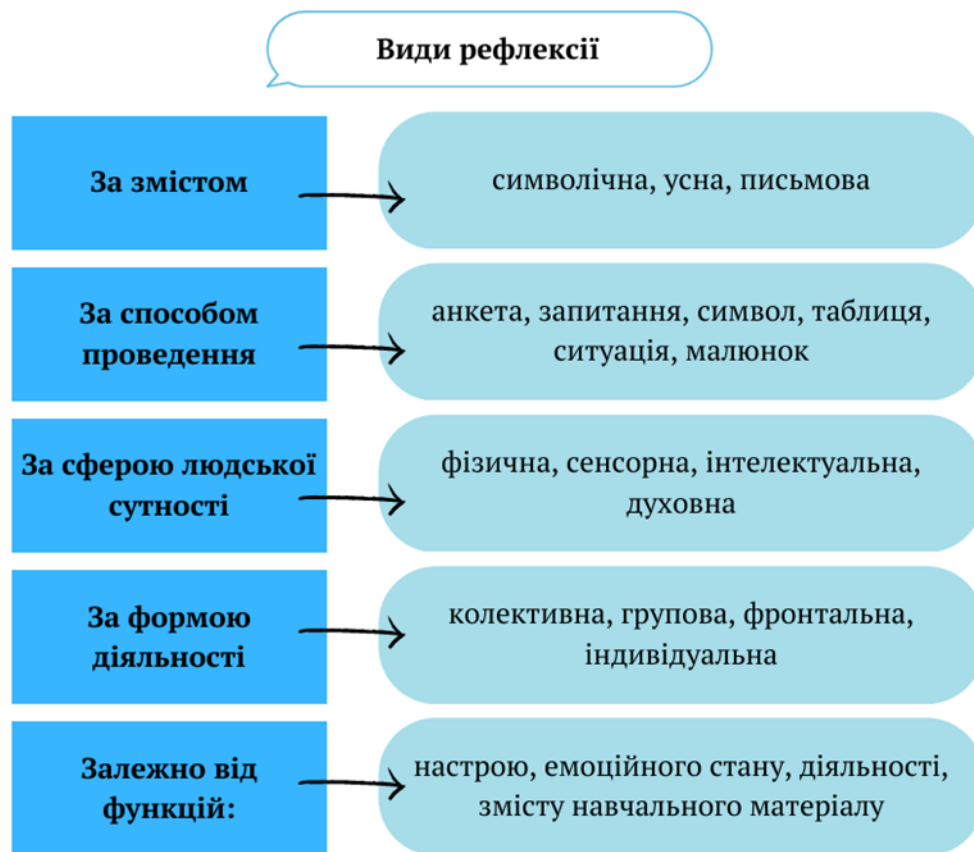 Види рефлексії
За змістом
символічна, усна, письмова
За способом
проведення
анкета, запитання, символ, таблиця,
ситуація, малюнок
За сферою людської
сутності
фізична, сенсорна, інтелектуальна,
духовна
За формою
діяльності
колективна, групова, фронтальна,
індивідуальна
Залежно від
функцій:
настрою, емоційного стану, діяльності,
змісту навчального матеріалу